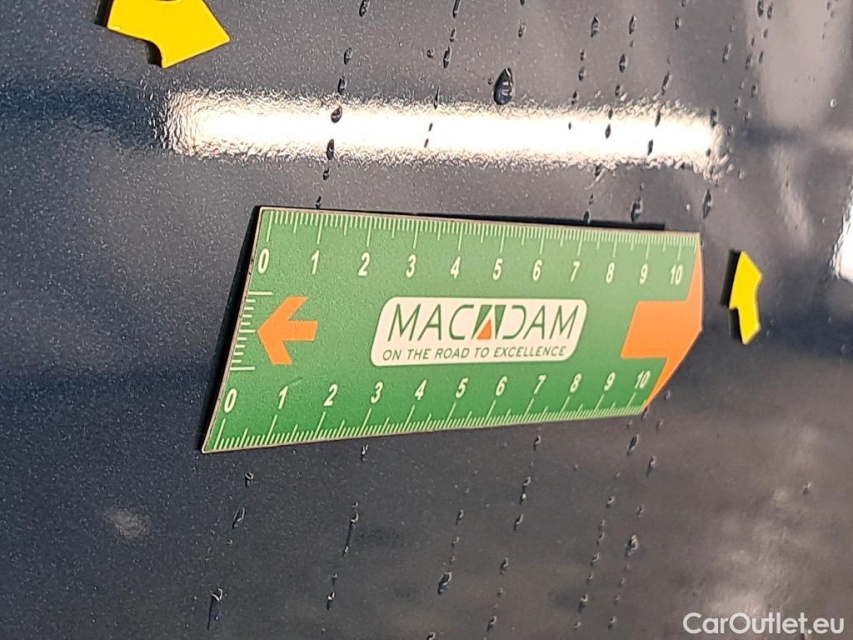 0 1 2 3 4 5 6 7 8 9 10
MACADAM
ON THE ROAD TO EXCELLENCE
0 1 2 3 4 5 6 7 8 9 10
CarOutlet.eu